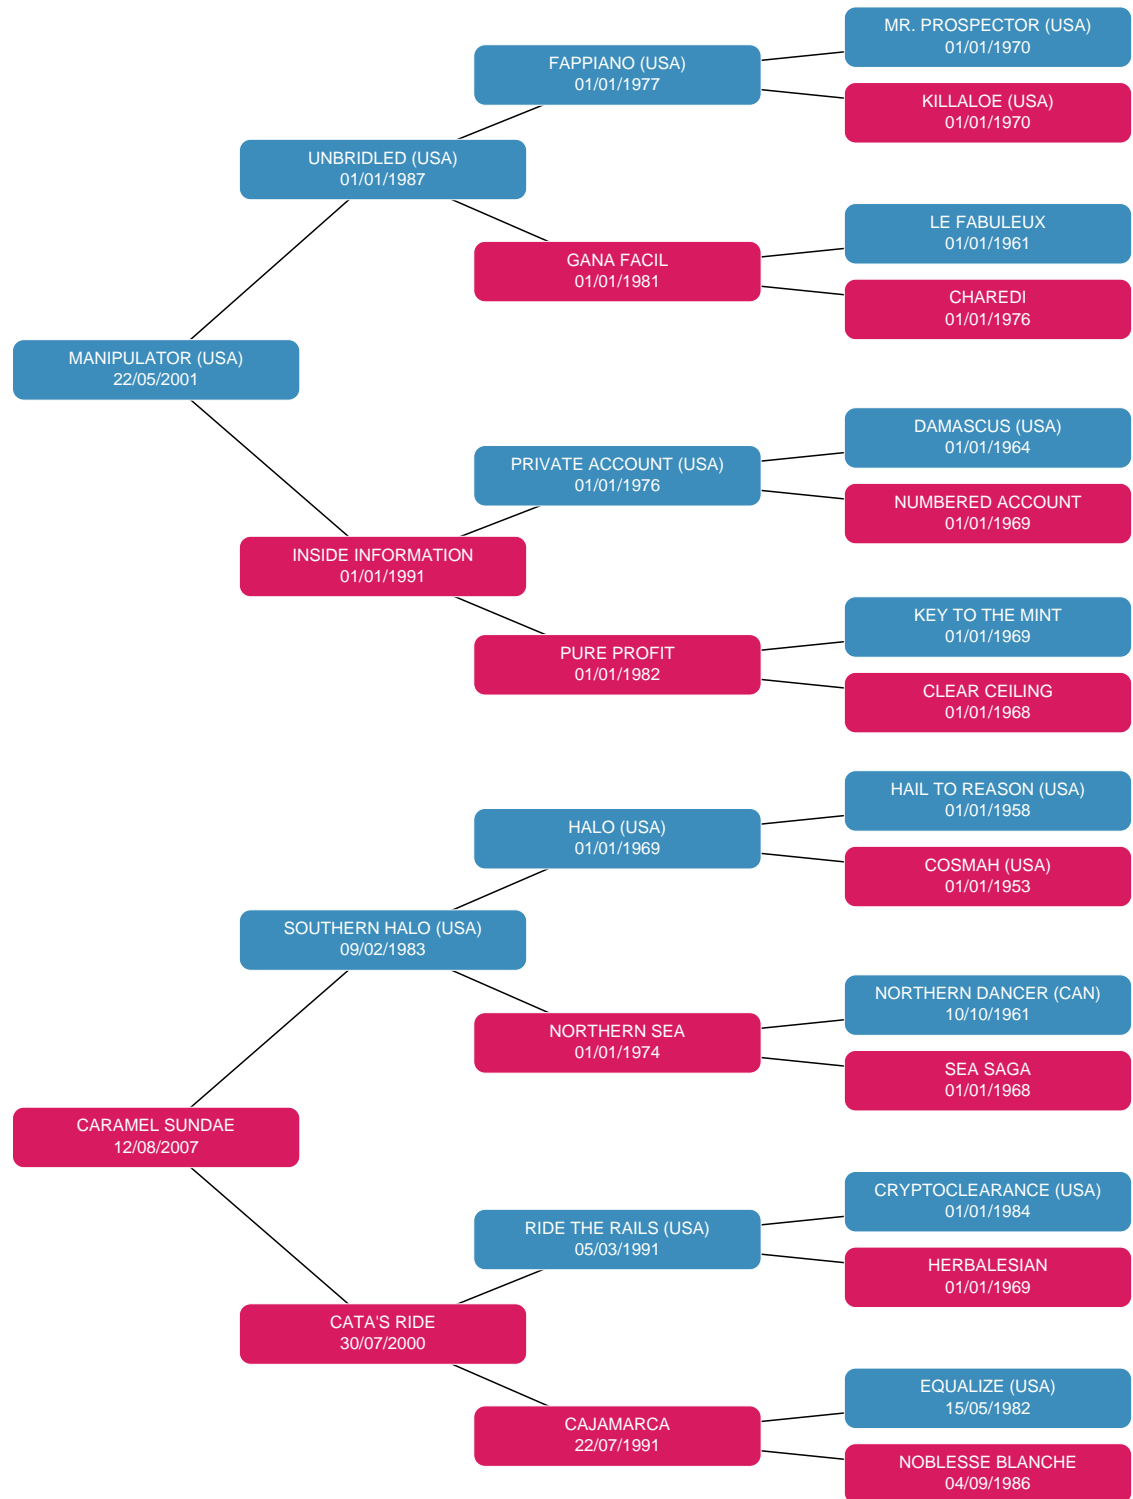 MR. PROSPECTOR (USA)
01/01/1970
FAPPIANO (USA)
01/01/1977
KILLALOE (USA)
01/01/1970
UNBRIDLED (USA)
01/01/1987
LE FABULEUX
01/01/1961
GANA FACIL
01/01/1981
CHAREDI
01/01/1976
MANIPULATOR (USA)
22/05/2001
DAMASCUS (USA)
01/01/1964
PRIVATE ACCOUNT (USA)
01/01/1976
NUMBERED ACCOUNT
01/01/1969
INSIDE INFORMATION
01/01/1991
KEY TO THE MINT
01/01/1969
PURE PROFIT
01/01/1982
CLEAR CEILING
01/01/1968
HAIL TO REASON (USA)
01/01/1958
HALO (USA)
01/01/1969
COSMAH (USA)
01/01/1953
SOUTHERN HALO (USA)
09/02/1983
NORTHERN DANCER (CAN)
10/10/1961
NORTHERN SEA
01/01/1974
SEA SAGA
01/01/1968
CARAMEL SUNDAE
12/08/2007
CRYPTOCLEARANCE (USA)
01/01/1984
RIDE THE RAILS (USA)
05/03/1991
HERBALESIAN
01/01/1969
CATA'S RIDE
30/07/2000
EQUALIZE (USA)
15/05/1982
CAJAMARCA
22/07/1991
NOBLESSE BLANCHE
04/09/1986